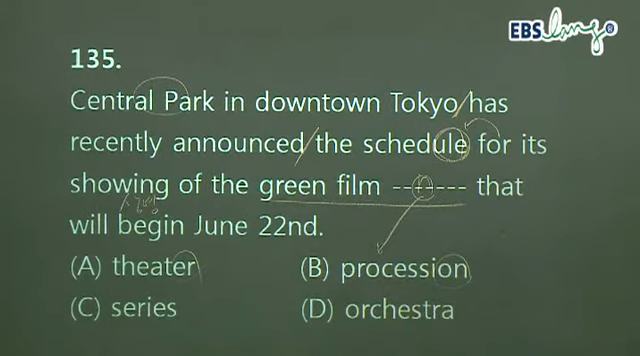 EBSlang
135.
Central Park in downtown Tokyo has
recently announced the schedule for its
showing of the green film ------- that
will begin June 22nd.
(A) theater
(B) procession
(C) series
(D) orchestra